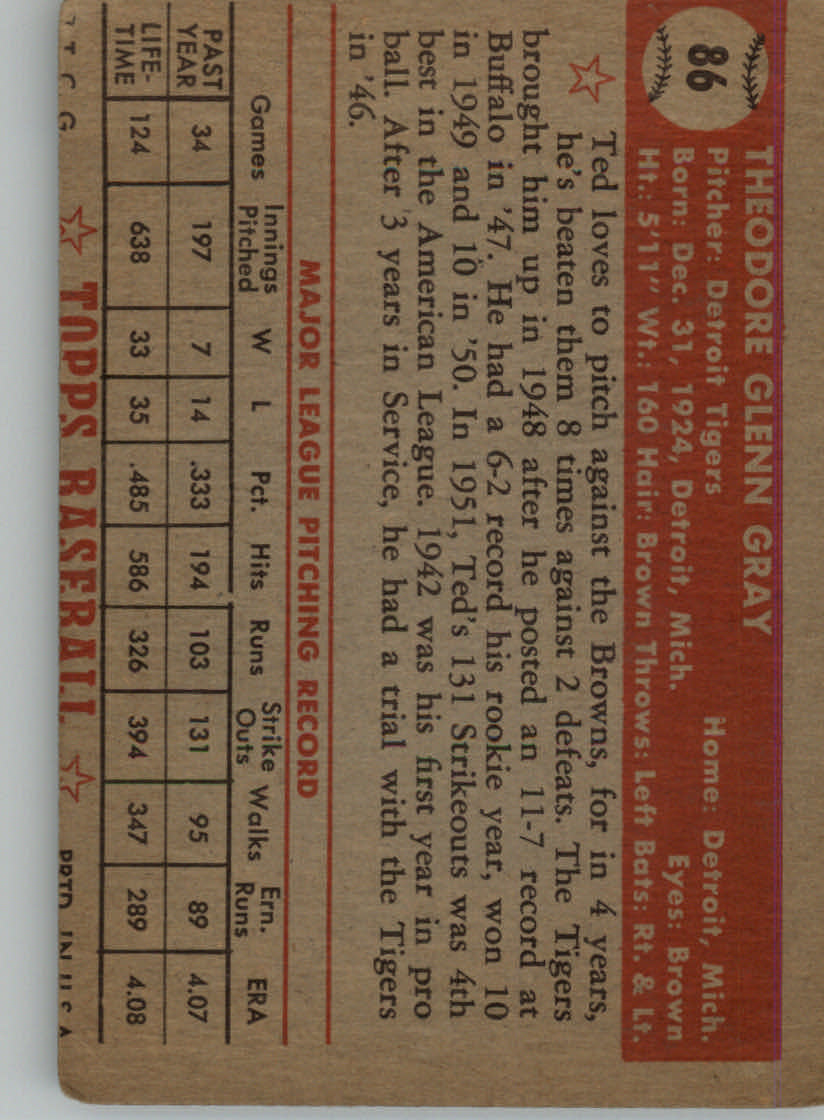 86
THEODORE GLENN GRAY
Pitcher: Detroit Tigers Home: Detroit, Mich.
Born: Dec. 31, 1924, Detroit, Mich. Eyes: Brown
Ht.: 5'11" Wt.: 160 Hair: Brown Throws: Left Bats: Rt. & Lt.
Ted loves to pitch against the Browns, for in 4 years,
he's beaten them 8 times against 2 defeats. The Tigers
brought him up in 1948 after he posted an 11-7 record at
Buffalo in '47. He had a 6-2 record his rookie year, won 10
in 1949 and 10 in '50. In 1951, Ted's 131 Strikeouts was 4th
best in the American League. 1942 was his first year in pro
ball. After 3 years in Service, he had a trial with the Tigers
in '46.
MAJOR LEAGUE PITCHING RECORD
Games Innings Pitched W L Pct. Hits Runs Strike Outs Walks Ern. Runs ERA
PAST YEAR 34 197 7 14 .333 194 103 131 95 89 4.07
LIFE-TIME 124 638 33 35 .485 586 326 394 347 289 4.08
T C G TOPPS BASEBALL PRTD IN U S A